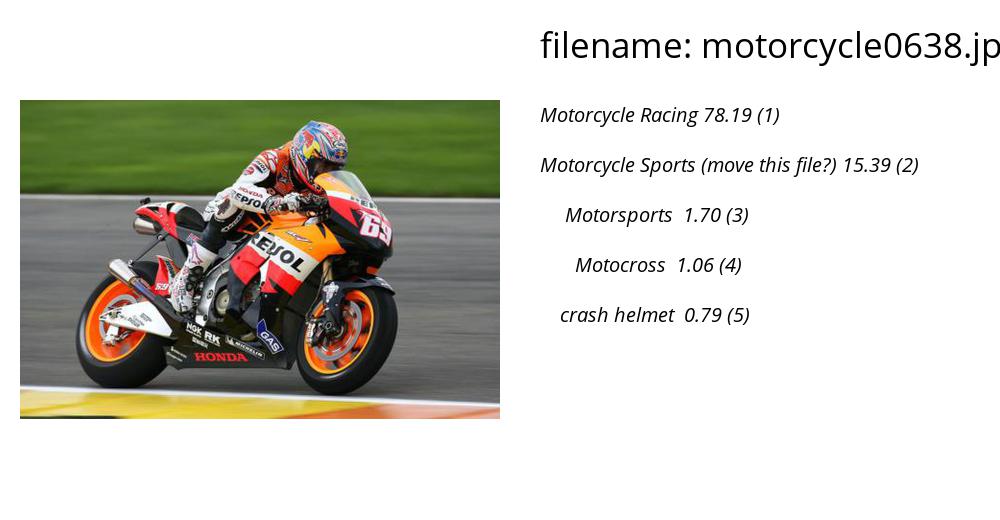 filename: motorcycle0638.jp
Motorcycle Racing 78.19 (1)
Motorcycle Sports (move this file?) 15.39 (2)
Motorsports 1.70 (3)
Motocross 1.06 (4)
crash helmet 0.79 (5)
HONDA
REPSOL
69
REPSOL
69
NGK RK
MICHELIN
GAS
HONDA